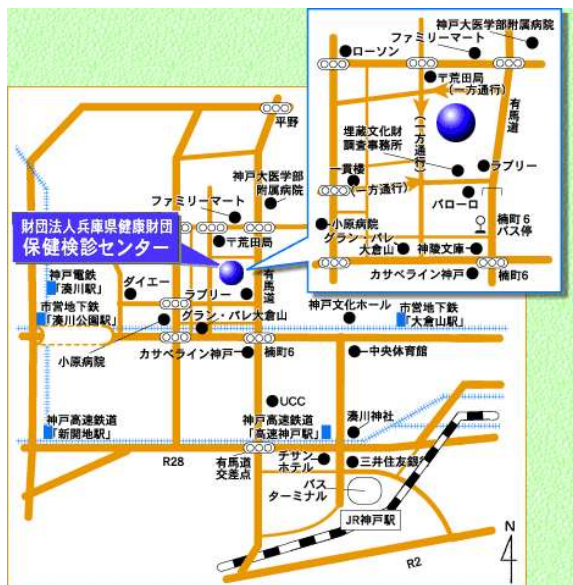 神戸大医学部附属病院
ファミリーマート
ローソン
〒荒田局
(一方通行)
有馬道
(一方通行)
埋蔵文化財
調査事務所
一貫楼
ラブリー
(一方通行)
パローロ
小原病院
楠町6
バス停
グラン・バレ
大倉山
神陵文庫
カサベライン神戸
楠町6
平野
神戸大医学部
附属病院
ファミリーマート
財団法人兵庫県健康財団
保健検診センター
〒荒田局
神戸電鉄
「湊川駅」
ダイエー
ラブリー
有馬道
市営地下鉄
「湊川公園駅」
グラン・バレ大倉山
神戸文化ホール
市営地下鉄
「大倉山駅」
小原病院
カサベライン神戸
楠町6
中央体育館
UCC
神戸高速鉄道
「新開地駅」
神戸高速鉄道
「高速神戸駅」
湊川神社
R28
有馬道
交差点
チサン
ホテル
三井住友銀
バス
ターミナル
JR神戸駅
R2
N